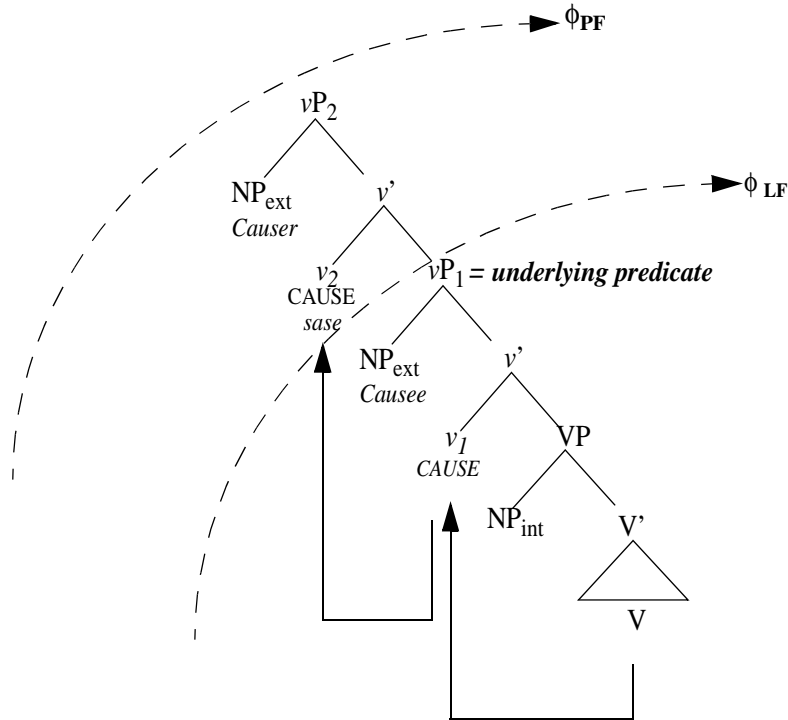 ϕPF
vP2
ϕLF
NPext
v’
Causer
v2
vP1 = underlying predicate
CAUSE
sase
NPext
v’
Causee
v1
VP
CAUSE
NPint
V’
V